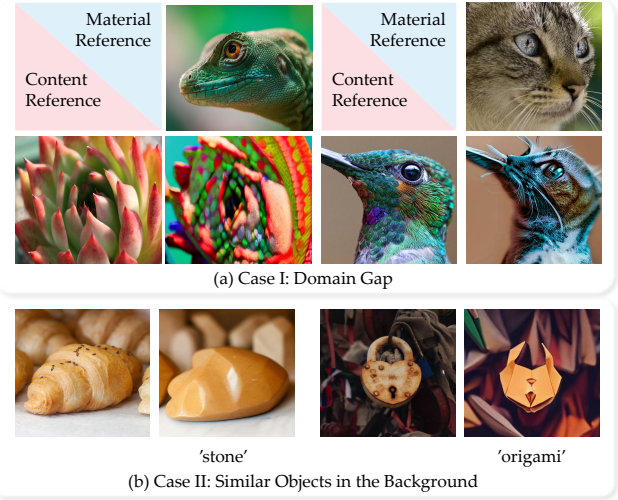 Material
Reference
Content
Reference
Material
Reference
Content
Reference
(a) Case I: Domain Gap
'stone'
'origami'
(b) Case II: Similar Objects in the Background